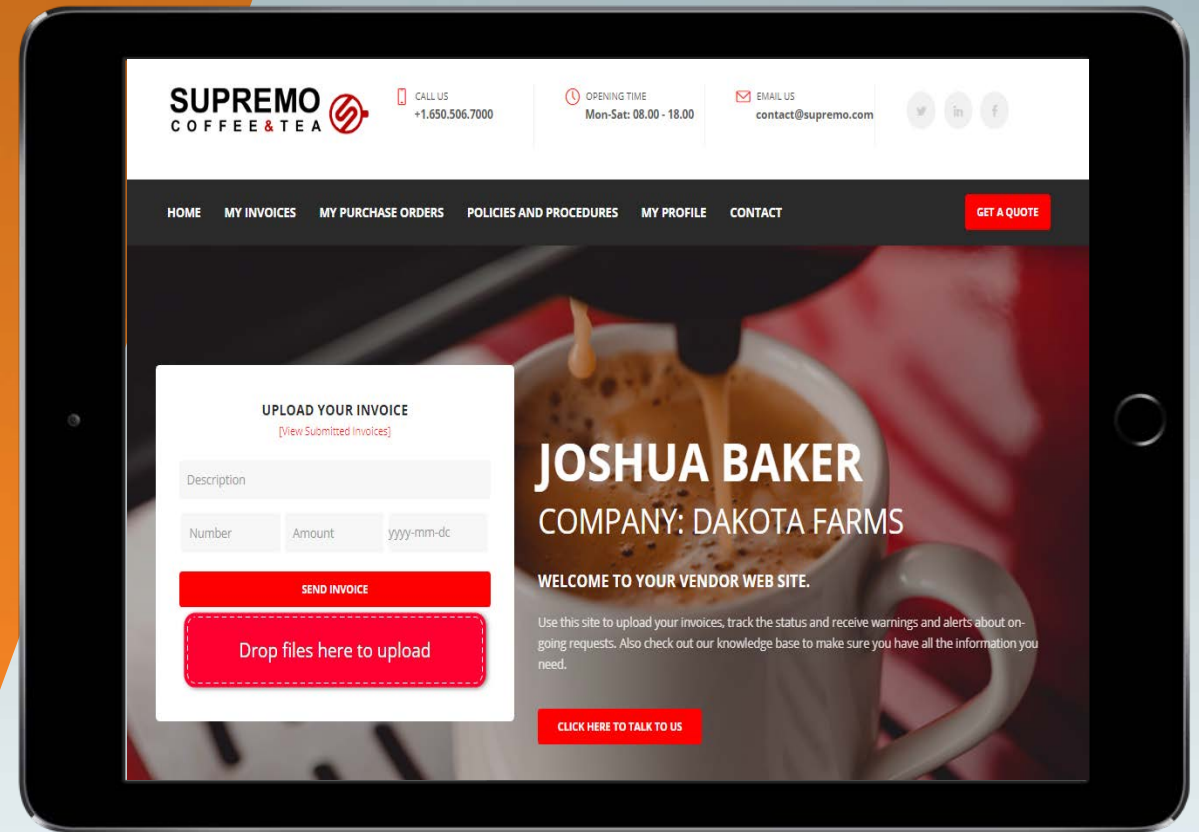 SUPREMO
COFFEE&TEA
CALL US
+1.650.506.7000
OPENING TIME
Mon-Sat: 08.00 - 18.00
EMAIL US
contact@supremo.com
HOME MY INVOICES MY PURCHASE ORDERS POLICIES AND PROCEDURES MY PROFILE CONTACT GET A QUOTE
UPLOAD YOUR INVOICE
[View Submitted Invoices]
Description
Number Amount yyyy-mm-dc
SEND INVOICE
Drop files here to upload
JOSHUA BAKER
COMPANY: DAKOTA FARMS
WELCOME TO YOUR VENDOR WEB SITE.
Use this site to upload your invoices, track the status and receive warnings and alerts about on-
going requests. Also check out our knowledge base to make sure you have all the information you
need.
CLICK HERE TO TALK TO US